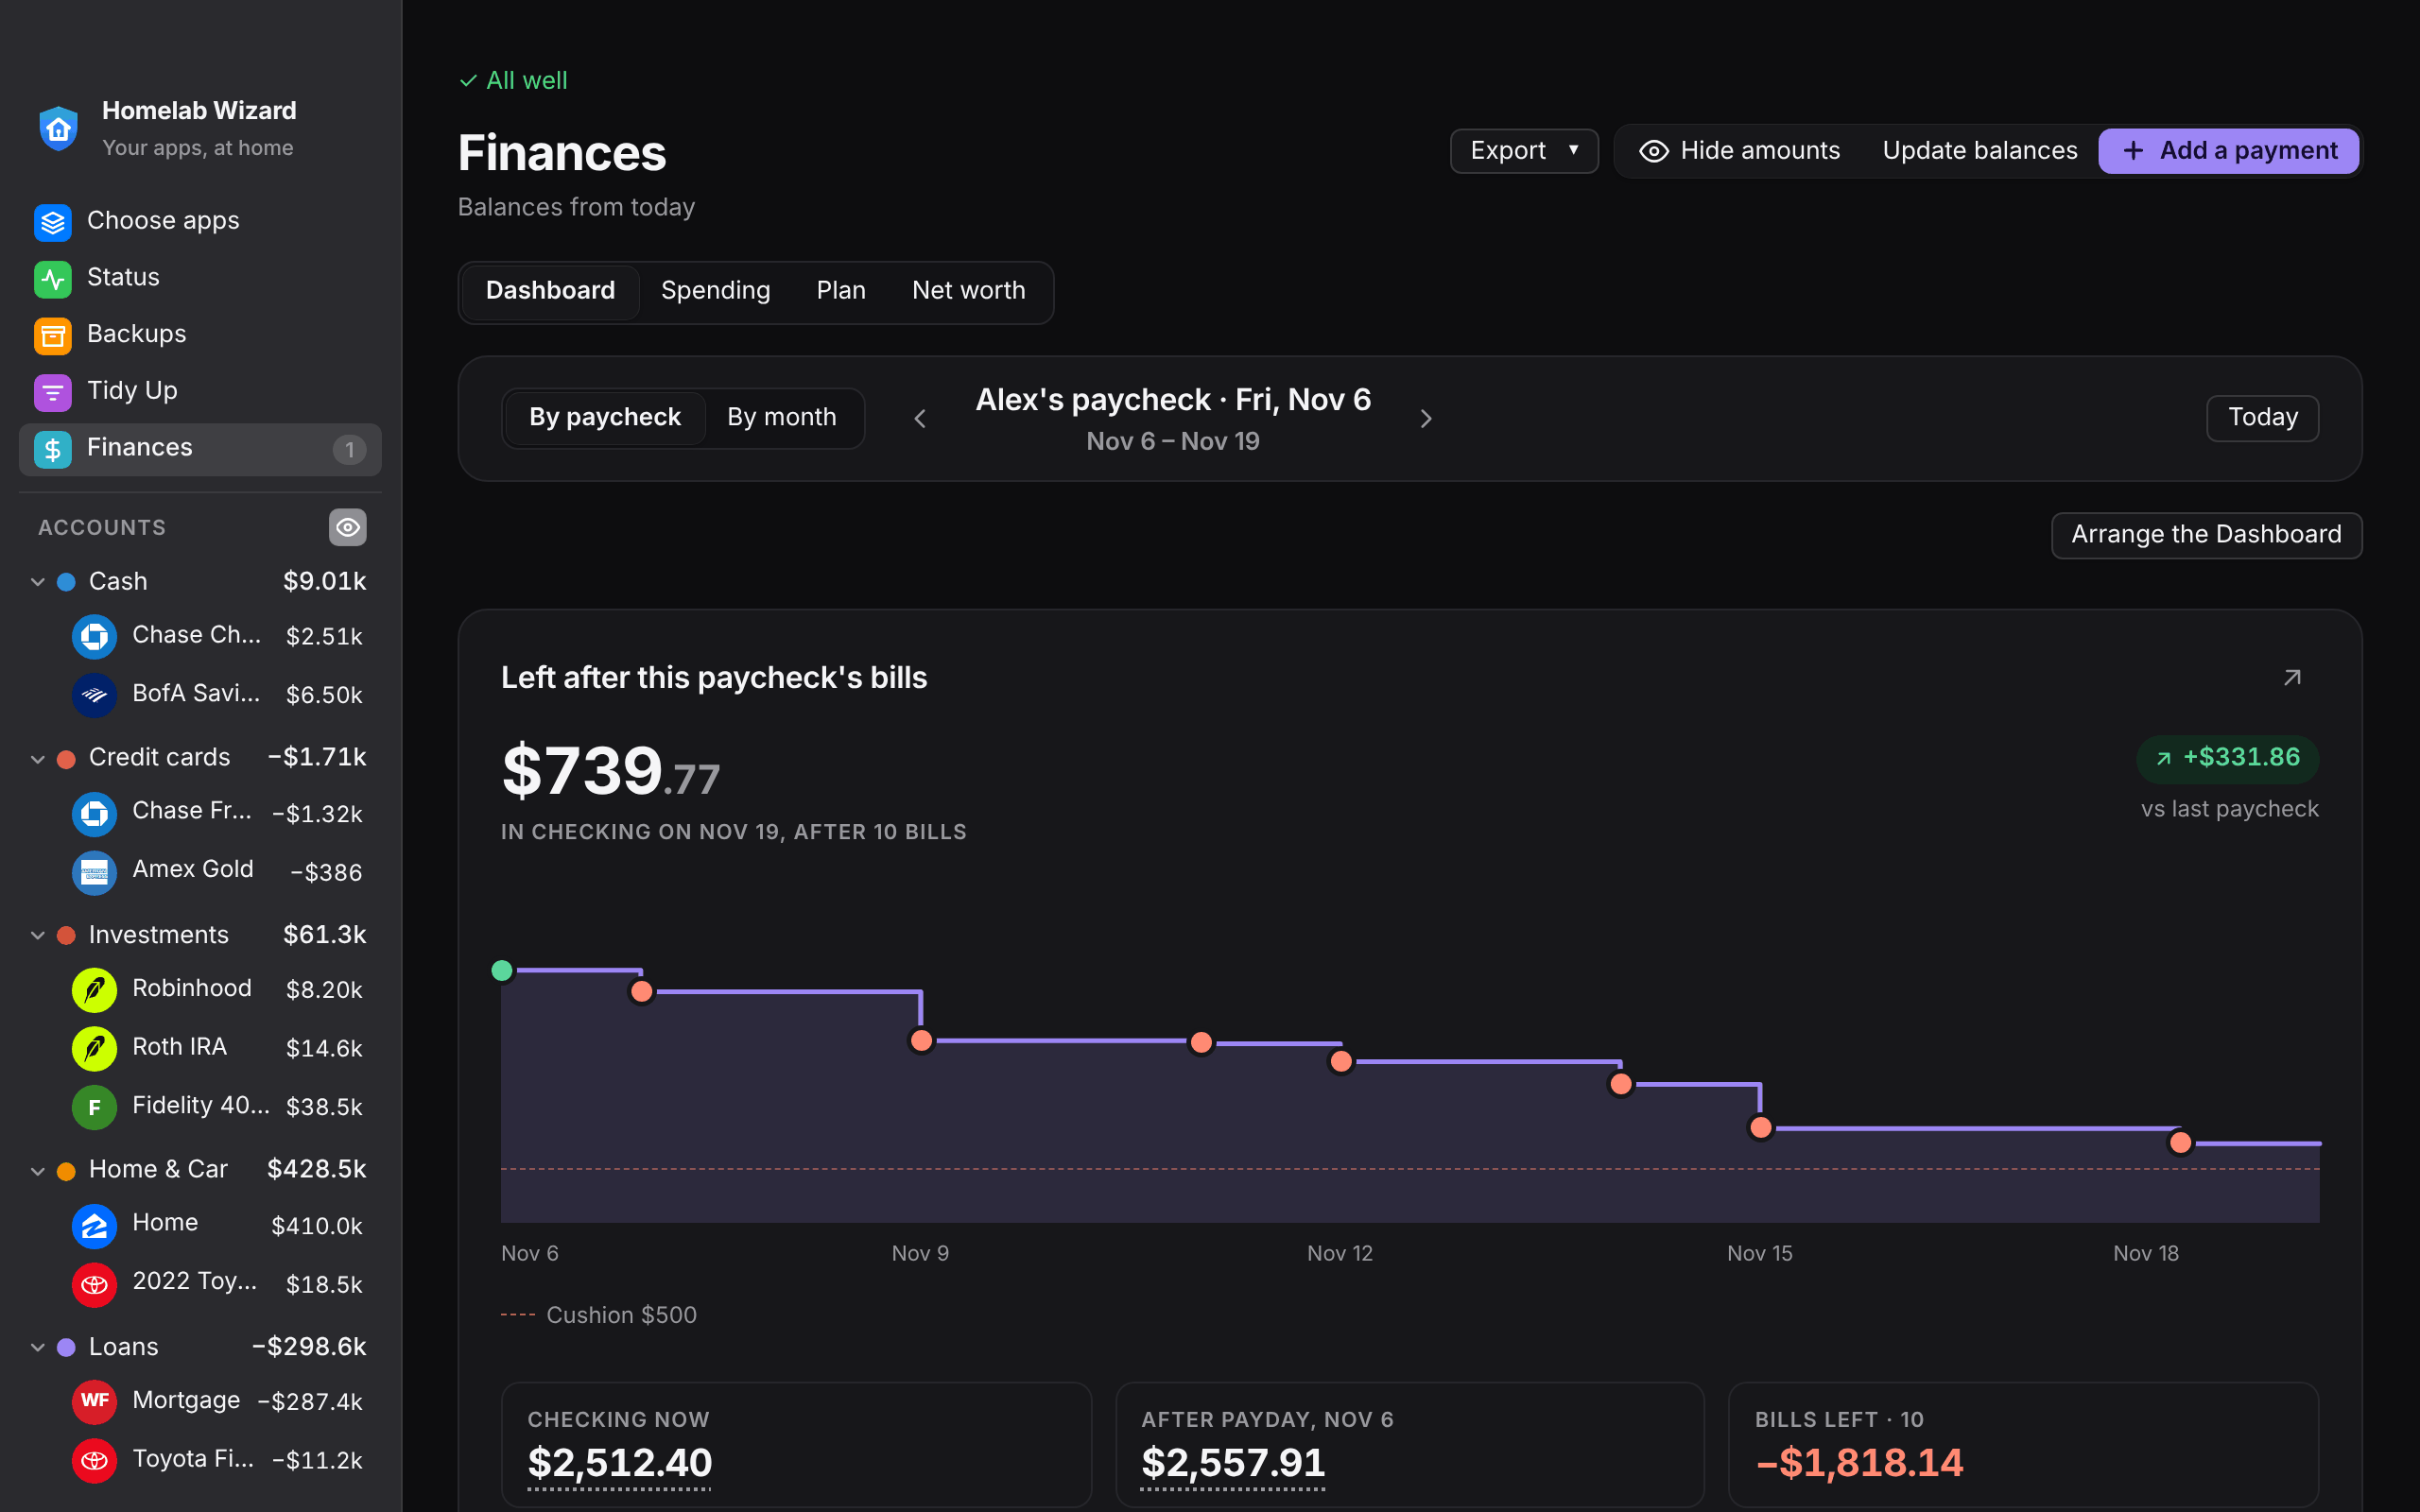 Homelab Wizard
Your apps, at home
Choose apps
Status
Backups
Tidy Up
Finances 1
ACCOUNTS
Cash $9.01k
Chase Ch... $2.51k
BofA Savi... $6.50k
Credit cards −$1.71k
Chase Fr... −$1.32k
Amex Gold −$386
Investments $61.3k
Robinhood $8.20k
Roth IRA $14.6k
F Fidelity 40... $38.5k
Home & Car $428.5k
Home $410.0k
2022 Toy... $18.5k
Loans −$298.6k
WF Mortgage −$287.4k
Toyota Fi... −$11.2k
All well
Finances
Balances from today
Export Hide amounts Update balances + Add a payment
Dashboard Spending Plan Net worth
By paycheck By month
Alex's paycheck · Fri, Nov 6
Nov 6 – Nov 19
Today
Arrange the Dashboard
Left after this paycheck's bills
$739.77
IN CHECKING ON NOV 19, AFTER 10 BILLS
+$331.86
vs last paycheck
Nov 6 Nov 9 Nov 12 Nov 15 Nov 18
Cushion $500
CHECKING NOW
$2,512.40
AFTER PAYDAY, NOV 6
$2,557.91
BILLS LEFT · 10
−$1,818.14